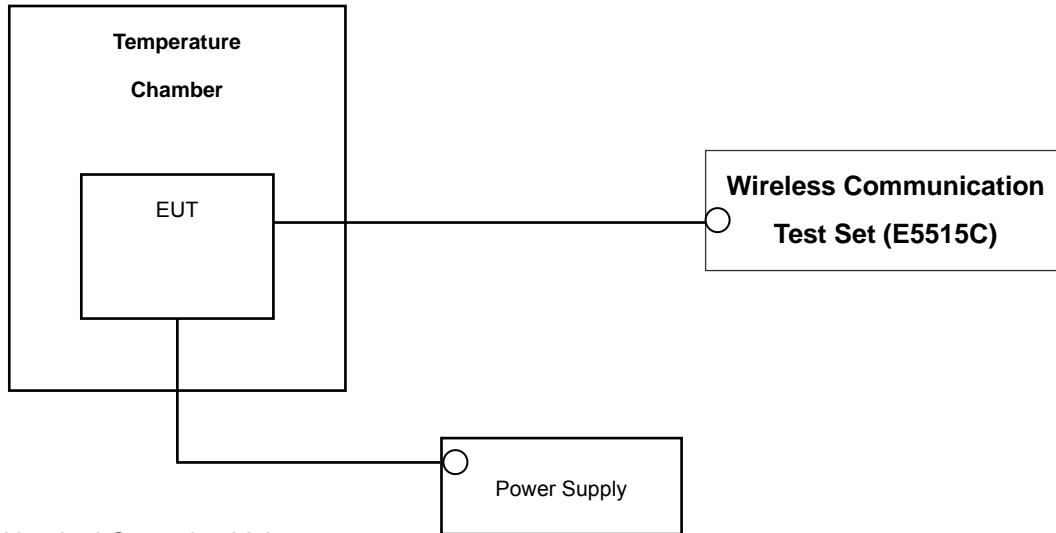 Temperature
Chamber
EUT
Wireless Communication
Test Set (E5515C)
Power Supply